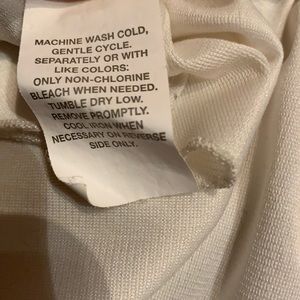 MACHINE WASH COLD,
GENTLE CYCLE.
SEPARATELY OR WITH
LIKE COLORS:
ONLY NON-CHLORINE
BLEACH WHEN NEEDED.
TUMBLE DRY LOW.
REMOVE PROMPTLY.
COOL IRON WHEN
NECESSARY ON REVERSE
SIDE ONLY.